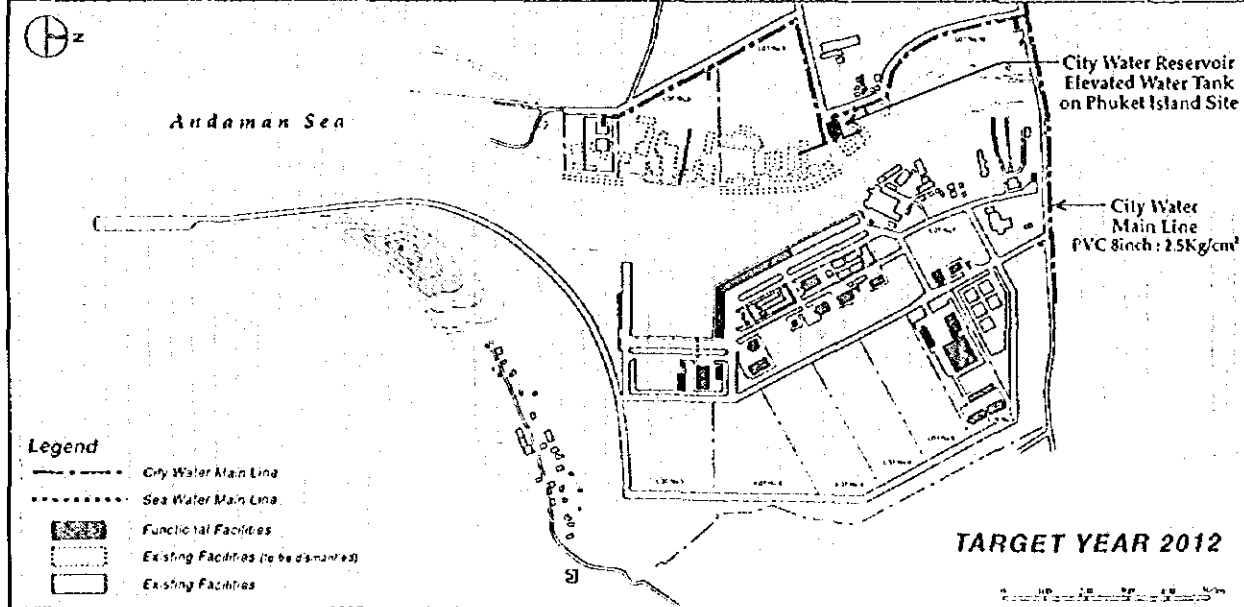 N
Andaman Sea
City Water Reservoir
Elevated Water Tank
on Phuket Island Site
City Water
Main Line
PVC 8inch : 2.5Kg/cm²
Legend
City Water Main Line
Sea Water Main Line
Functional Facilities
Existing Facilities (to be dismantled)
Existing Facilities
TARGET YEAR 2012